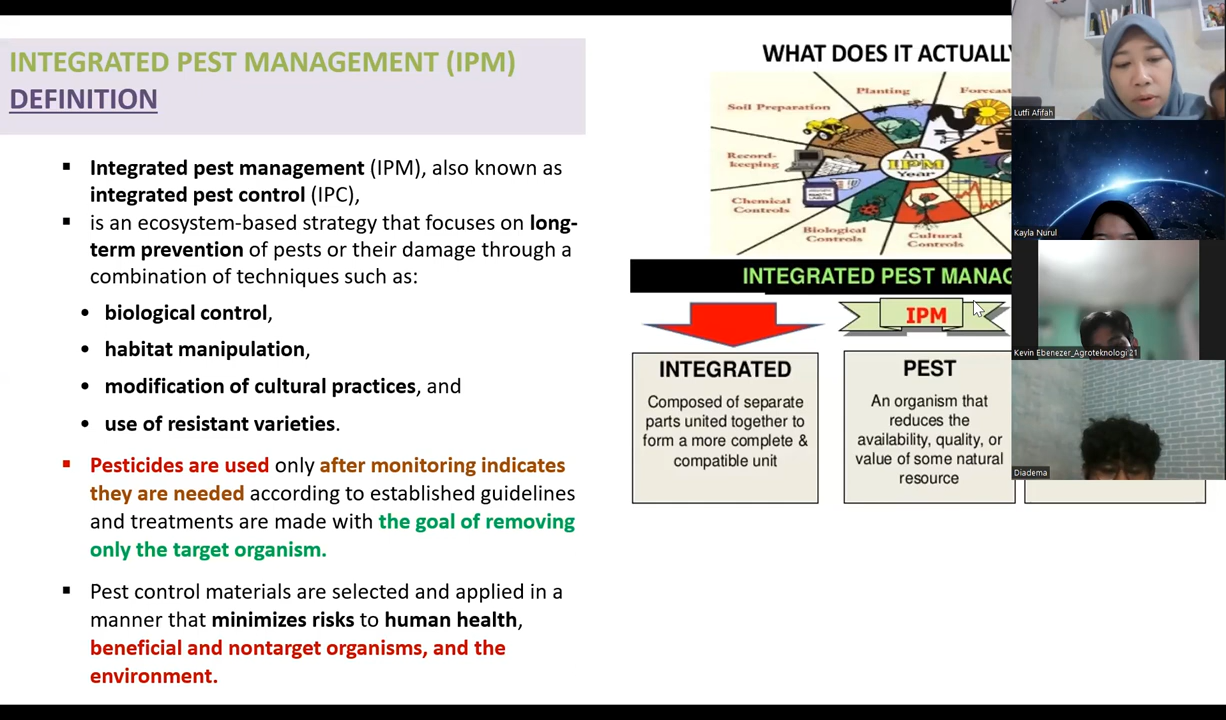 INTEGRATED PEST MANAGEMENT (IPM)
DEFINITION
▪ Integrated pest management (IPM), also known as
integrated pest control (IPC),
▪ is an ecosystem-based strategy that focuses on long-
term prevention of pests or their damage through a
combination of techniques such as:
• biological control,
• habitat manipulation,
• modification of cultural practices, and
• use of resistant varieties.
▪ Pesticides are used only after monitoring indicates
they are needed according to established guidelines
and treatments are made with the goal of removing
only the target organism.
▪ Pest control materials are selected and applied in a
manner that minimizes risks to human health,
beneficial and nontarget organisms, and the
environment.
WHAT DOES IT ACTUALLY
Planting
Forecas
Soil Preparation
Record-
keeping
An
IPM
Year
Chemical
Controls
Biological
Controls
Cultural
Controls
INTEGRATED PEST MANAG
IPM
INTEGRATED
Composed of separate
parts united together to
form a more complete &
compatible unit
PEST
An organism that
reduces the
availability, quality, or
value of some natural
resource
Lutfi Afifah
Kayla Nurul
Kevin Ebenezer_Agroteknologi 21
Diadema